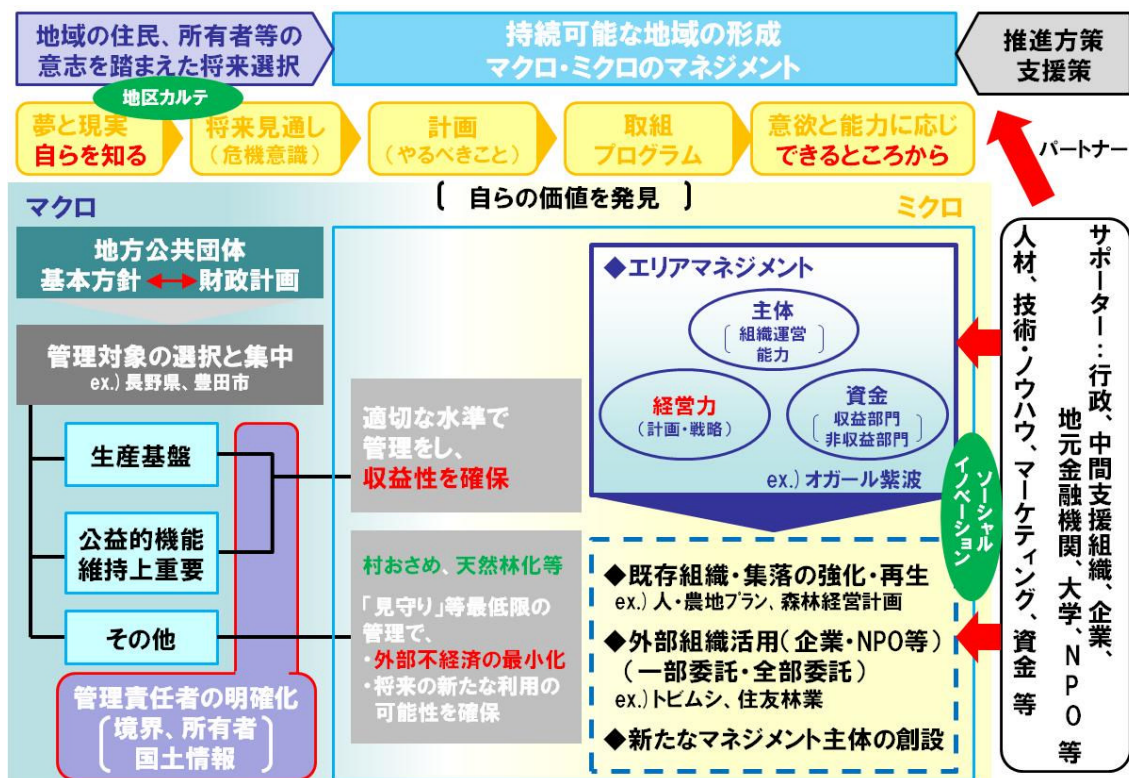 地域の住民、所有者等の
意志を踏まえた将来選択
持続可能な地域の形成
マクロ・ミクロのマネジメント
推進方策
支援策
地区カルテ
夢と現実
自らを知る
将来見通し
(危機意識)
計画
(やるべきこと)
取組
プログラム
意欲と能力に応じ
できるところから
パートナー
〔 自らの価値を発見 〕
マクロ
ミクロ
地方公共団体
基本方針
財政計画
管理対象の選択と集中
ex.)長野県、豊田市
生産基盤
公益的機能
維持上重要
その他
管理責任者の明確化
境界、所有者
国土情報
適切な水準で
管理をし、
収益性を確保
村おさめ、天然林化等
「見守り」等最低限の
管理で、
・外部不経済の最小化
・将来の新たな利用の
可能性を確保
◆エリアマネジメント
主体
組織運営
能力
経営力
(計画・戦略)
資金
収益部門
非収益部門
ex.)オガール紫波
◆既存組織・集落の強化・再生
ex.)人・農地プラン、森林経営計画
◆外部組織活用(企業・NPO等)
(一部委託・全部委託)
ex.)トビムシ、住友林業
◆新たなマネジメント主体の創設
ソーシャル
イノベーション
サポーター:行政、中間支援組織、企業、
地元金融機関、大学、NPO 等
人材、技術・ノウハウ、マーケティング、資金 等